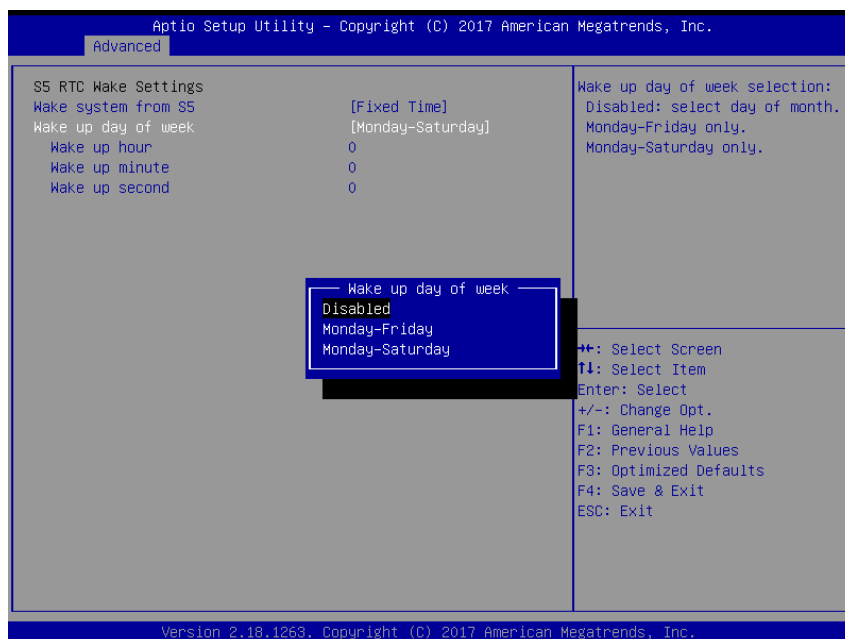 Aptio Setup Utility – Copyright (C) 2017 American Megatrends, Inc.
Advanced
S5 RTC Wake Settings
Wake system from S5 [Fixed Time]
Wake up day of week [Monday-Saturday]
Wake up hour 0
Wake up minute 0
Wake up second 0
Wake up day of week selection:
Disabled: select day of month.
Monday-Friday only.
Monday-Saturday only.
Wake up day of week
Disabled
Monday-Friday
Monday-Saturday
→←: Select Screen
↑↓: Select Item
Enter: Select
+/-: Change Opt.
F1: General Help
F2: Previous Values
F3: Optimized Defaults
F4: Save & Exit
ESC: Exit
Version 2.18.1263. Copyright (C) 2017 American Megatrends, Inc.